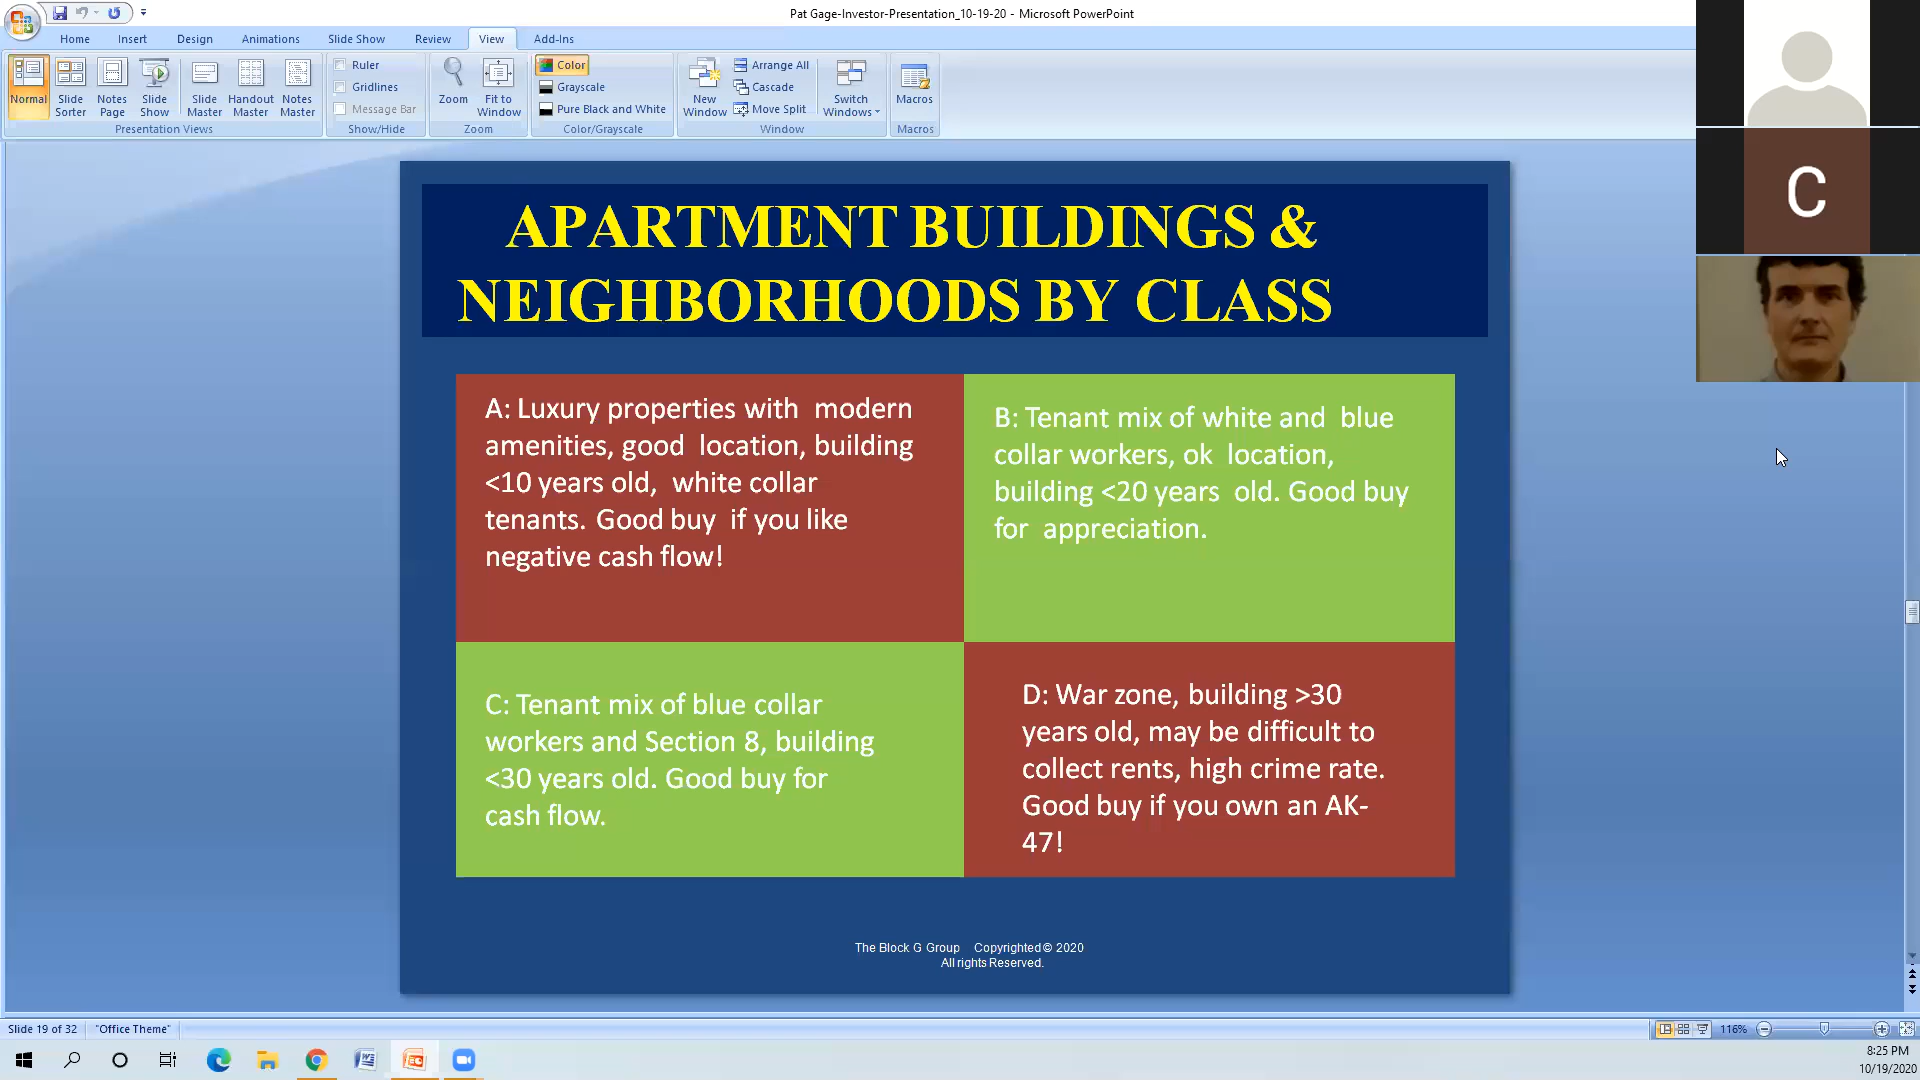 Pat Gage-Investor-Presentation_10-19-20 - Microsoft PowerPoint
Home Insert Design Animations Slide Show Review View Add-Ins
Normal
Slide Sorter
Notes Page
Slide Show
Slide Master
Handout Master
Notes Master
Presentation Views
Ruler
Gridlines
Message Bar
Show/Hide
Zoom
Fit to Window
Zoom
Color
Grayscale
Pure Black and White
Color/Grayscale
New Window
Arrange All
Cascade
Move Split
Switch Windows
Window
Macros
Macros
C
APARTMENT BUILDINGS &
NEIGHBORHOODS BY CLASS
A: Luxury properties with modern
amenities, good location, building
<10 years old, white collar
tenants. Good buy if you like
negative cash flow!
B: Tenant mix of white and blue
collar workers, ok location,
building <20 years old. Good buy
for appreciation.
C: Tenant mix of blue collar
workers and Section 8, building
<30 years old. Good buy for
cash flow.
D: War zone, building >30
years old, may be difficult to
collect rents, high crime rate.
Good buy if you own an AK-
47!
The Block G Group Copyrighted © 2020
All rights Reserved.
Slide 19 of 32 "Office Theme" 116%
8:25 PM
10/19/2020